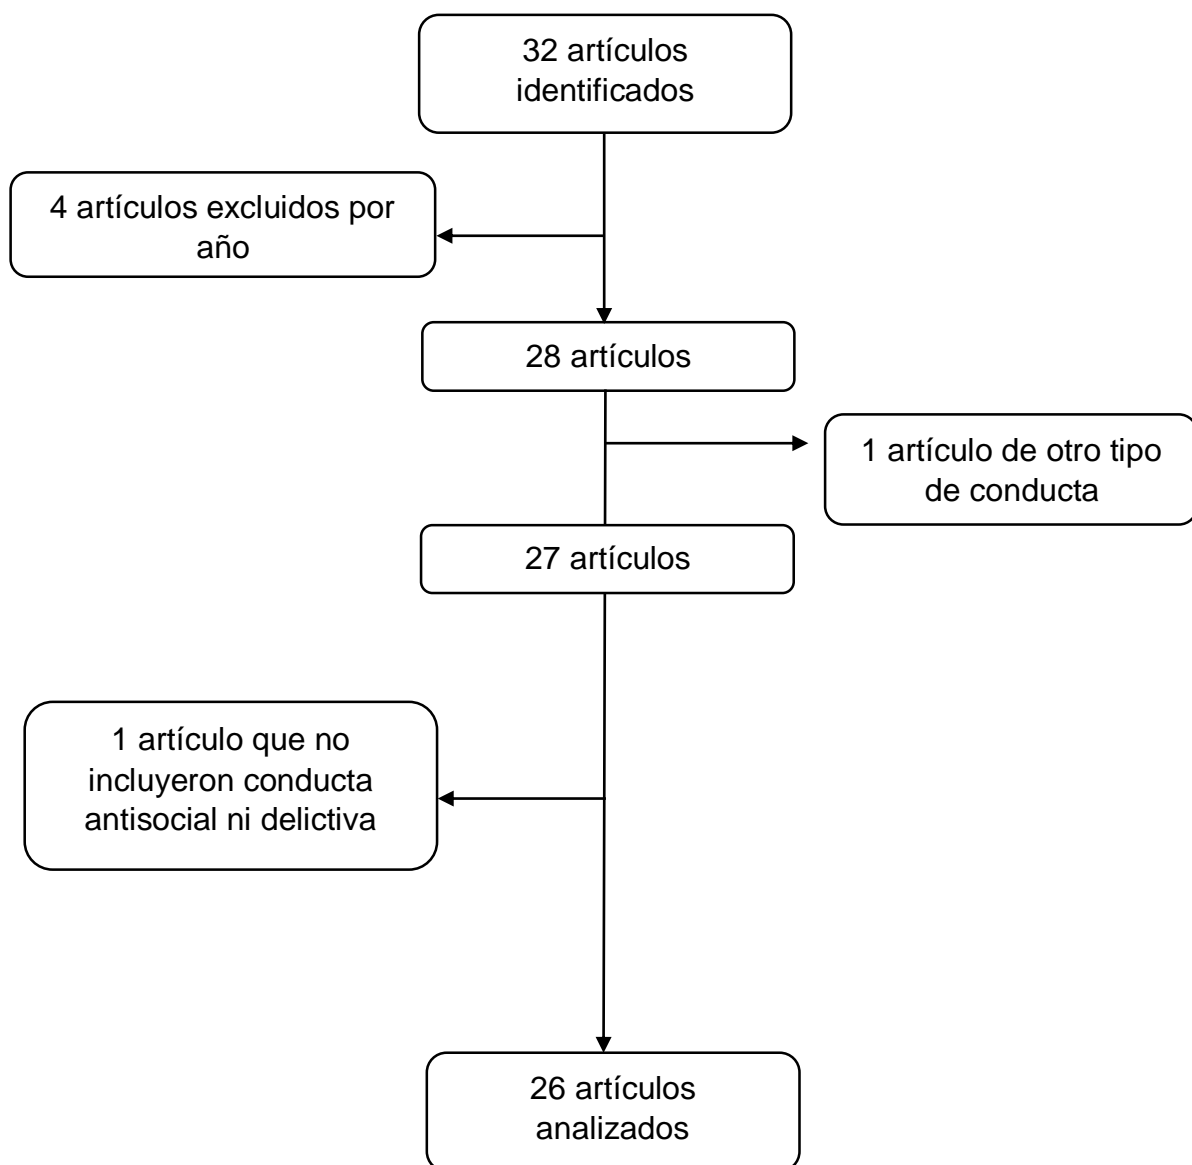 32 artículos
identificados
4 artículos excluidos por
año
28 artículos
1 artículo de otro tipo
de conducta
27 artículos
1 artículo que no
incluyeron conducta
antisocial ni delictiva
26 artículos
analizados